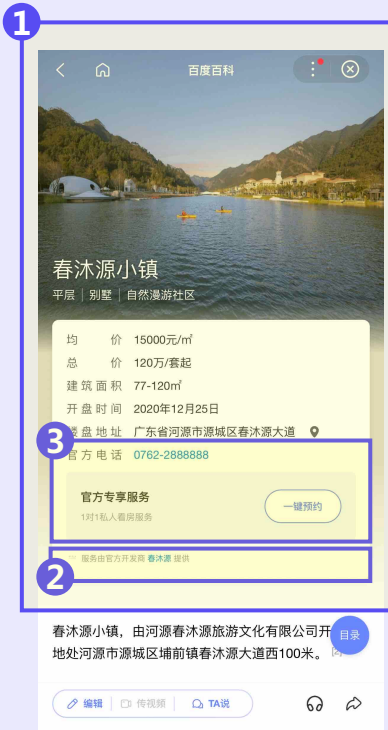 1
百度百科
春沐源小镇
平层 | 别墅 | 自然漫游社区
均 价 15000元/㎡
总 价 120万/套起
建筑面积 77-120㎡
开盘时间 2020年12月25日
楼盘地址 广东省河源市源城区春沐源大道
3
官方电话 0762-2888888
官方专享服务
1对1私人看房服务
一键预约
服务由官方开发商 春沐源 提供
2
春沐源小镇，由河源春沐源旅游文化有限公司开
目录
地处河源市源城区埔前镇春沐源大道西100米。
编辑 传视频 TA说